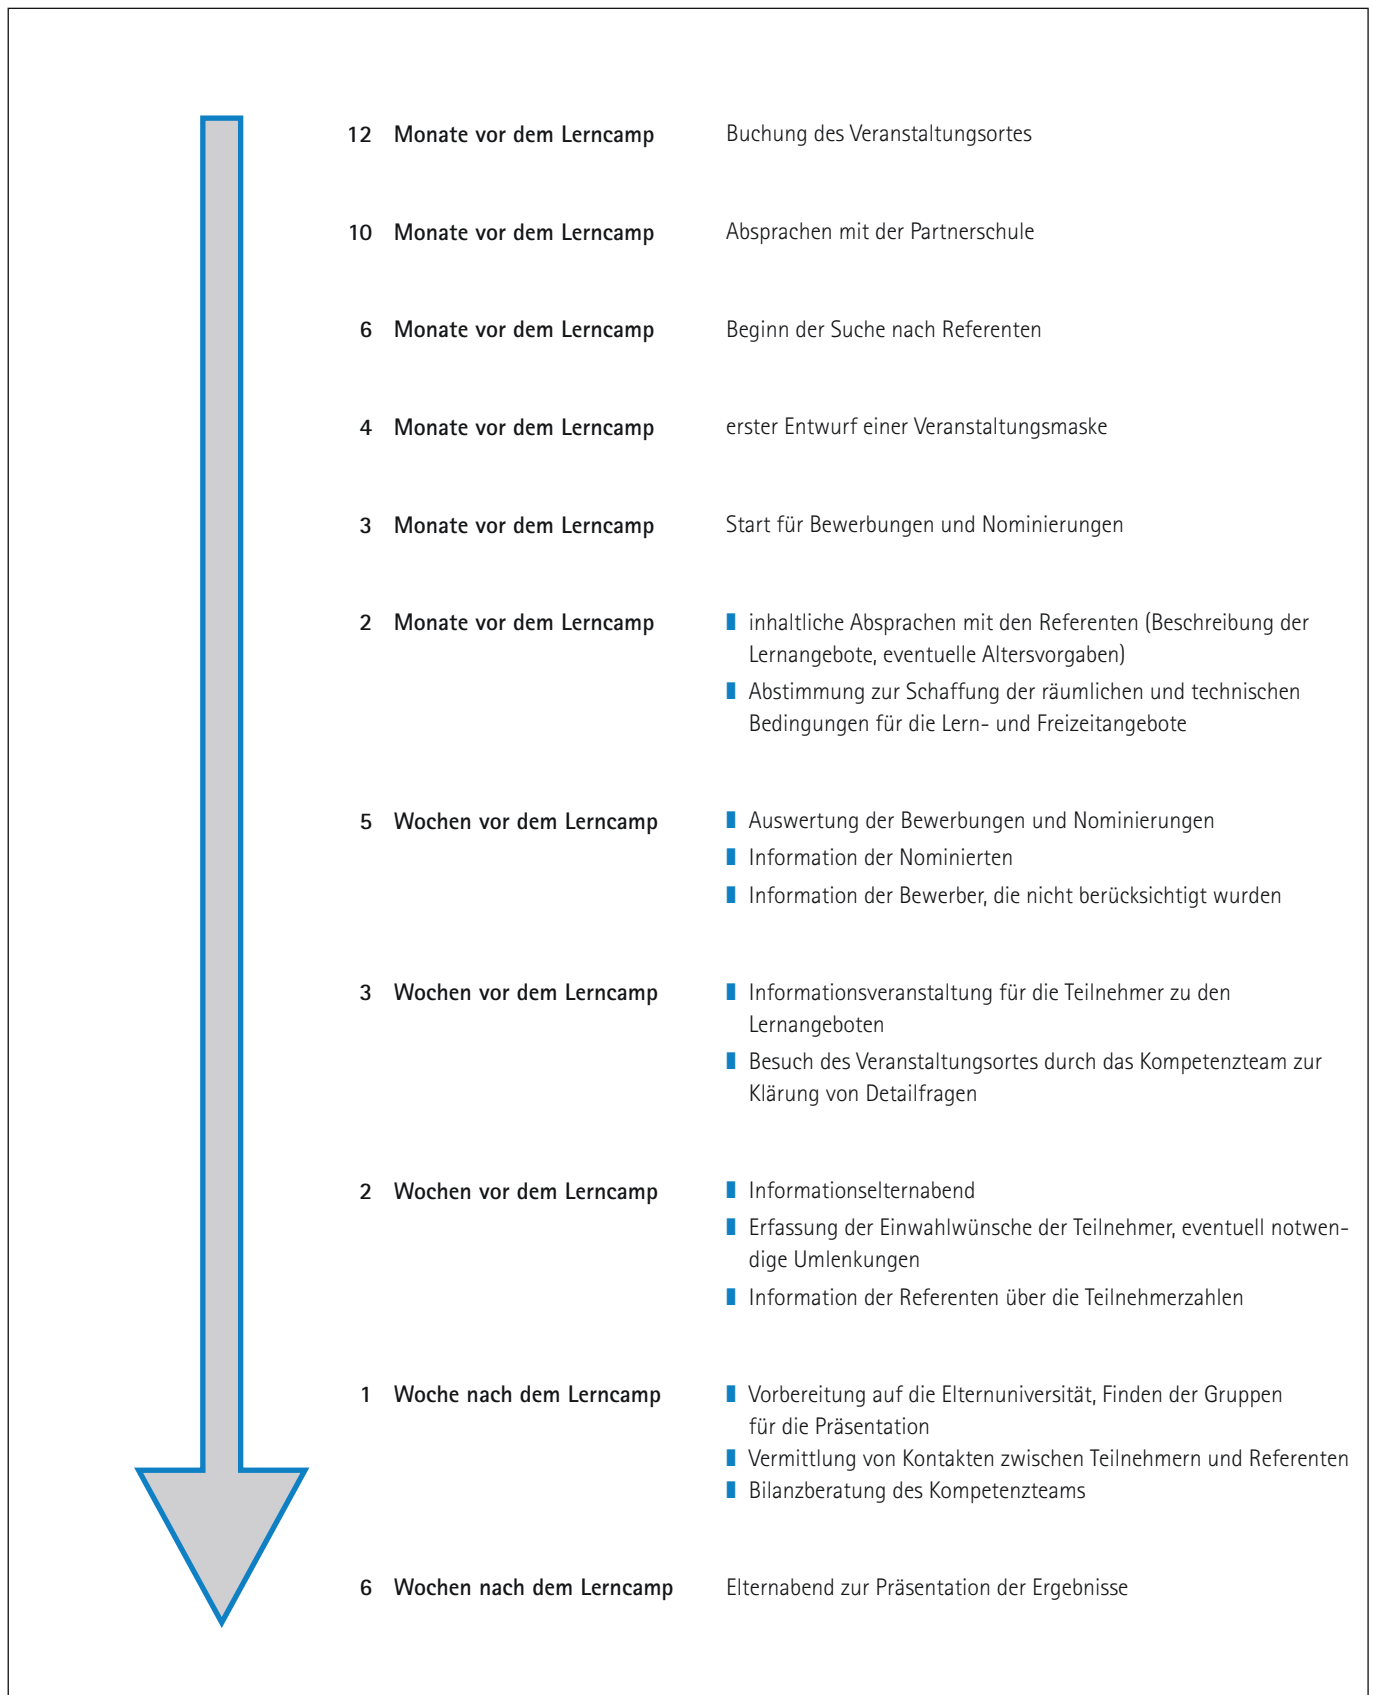 12 Monate vor dem Lerncamp Buchung des Veranstaltungsortes
10 Monate vor dem Lerncamp Absprachen mit der Partnerschule
6 Monate vor dem Lerncamp Beginn der Suche nach Referenten
4 Monate vor dem Lerncamp erster Entwurf einer Veranstaltungsmaske
3 Monate vor dem Lerncamp Start für Bewerbungen und Nominierungen
2 Monate vor dem Lerncamp inhaltliche Absprachen mit den Referenten (Beschreibung der
Lernangebote, eventuelle Altersvorgaben)
Abstimmung zur Schaffung der räumlichen und technischen
Bedingungen für die Lern- und Freizeitangebote
5 Wochen vor dem Lerncamp Auswertung der Bewerbungen und Nominierungen
Information der Nominierten
Information der Bewerber, die nicht berücksichtigt wurden
3 Wochen vor dem Lerncamp Informationsveranstaltung für die Teilnehmer zu den
Lernangeboten
Besuch des Veranstaltungsortes durch das Kompetenzteam zur
Klärung von Detailfragen
2 Wochen vor dem Lerncamp Informationselternabend
Erfassung der Einwahlwünsche der Teilnehmer, eventuell notwen-
dige Umlenkungen
Information der Referenten über die Teilnehmerzahlen
1 Woche nach dem Lerncamp Vorbereitung auf die Elternuniversität, Finden der Gruppen
für die Präsentation
Vermittlung von Kontakten zwischen Teilnehmern und Referenten
Bilanzberatung des Kompetenzteams
6 Wochen nach dem Lerncamp Elternabend zur Präsentation der Ergebnisse